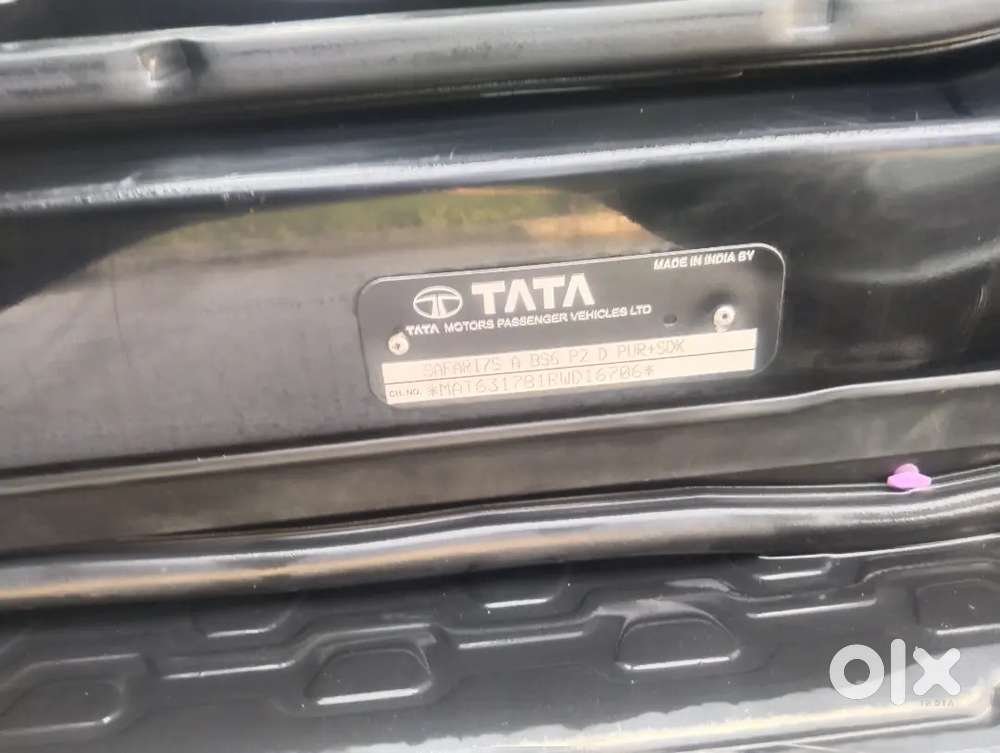 MADE IN INDIA BY
TATA
TATA MOTORS PASSENGER VEHICLES LTD
SAFARI7S A BS6 P2 D PUR+SDK
CH. NO. *MAT631781RWD16706*
olx
INDIA